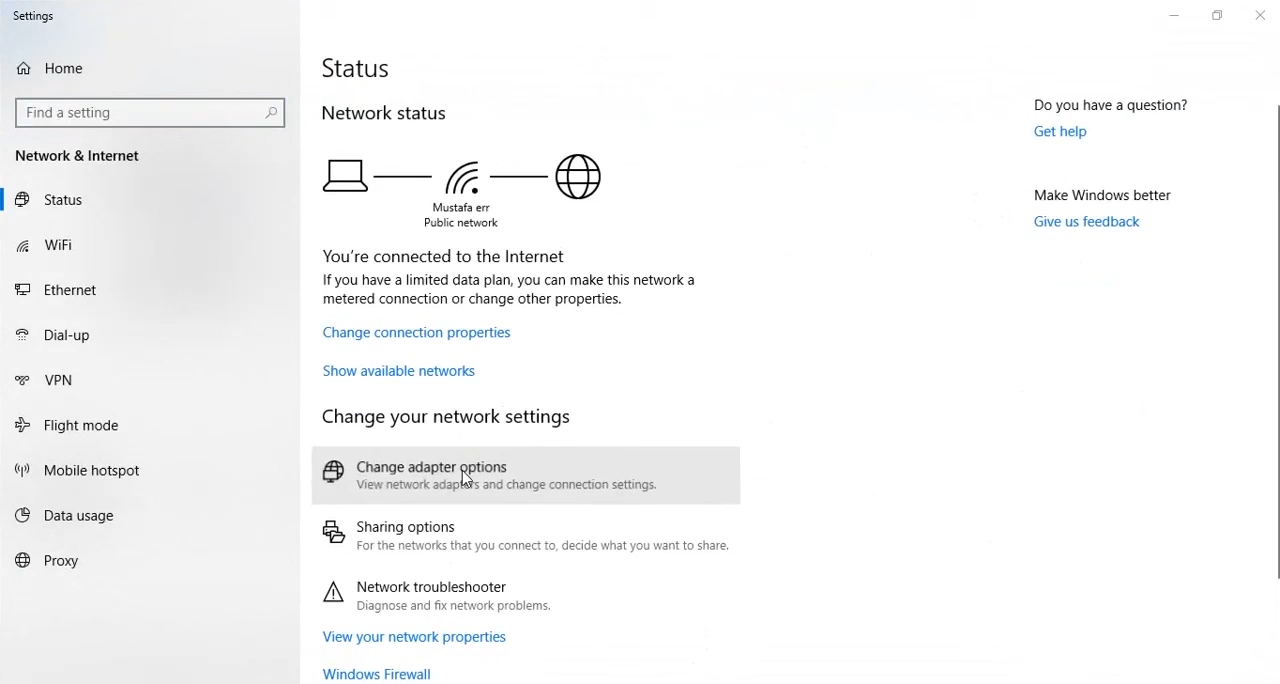 Settings
Home
Find a setting
Network & Internet
Status
WiFi
Ethernet
Dial-up
VPN
Flight mode
Mobile hotspot
Data usage
Proxy
Status
Network status
Mustafa err
Public network
You're connected to the Internet
If you have a limited data plan, you can make this network a
metered connection or change other properties.
Change connection properties
Show available networks
Change your network settings
Change adapter options
View network adapters and change connection settings.
Sharing options
For the networks that you connect to, decide what you want to share.
Network troubleshooter
Diagnose and fix network problems.
View your network properties
Windows Firewall
Do you have a question?
Get help
Make Windows better
Give us feedback